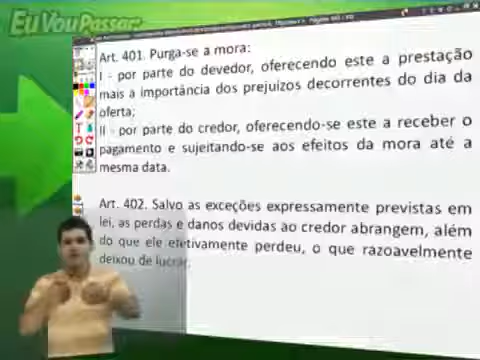 Eu Vou Passar
Art. 401. Purga-se a mora:
I - por parte do devedor, oferecendo este a prestação
mais a importância dos prejuízos decorrentes do dia da
oferta;
II - por parte do credor, oferecendo-se este a receber o
pagamento e sujeitando-se aos efeitos da mora até a
mesma data.
Art. 402. Salvo as exceções expressamente previstas em
lei, as perdas e danos devidas ao credor abrangem, além
do que ele efetivamente perdeu, o que razoavelmente
deixou de lucrar.